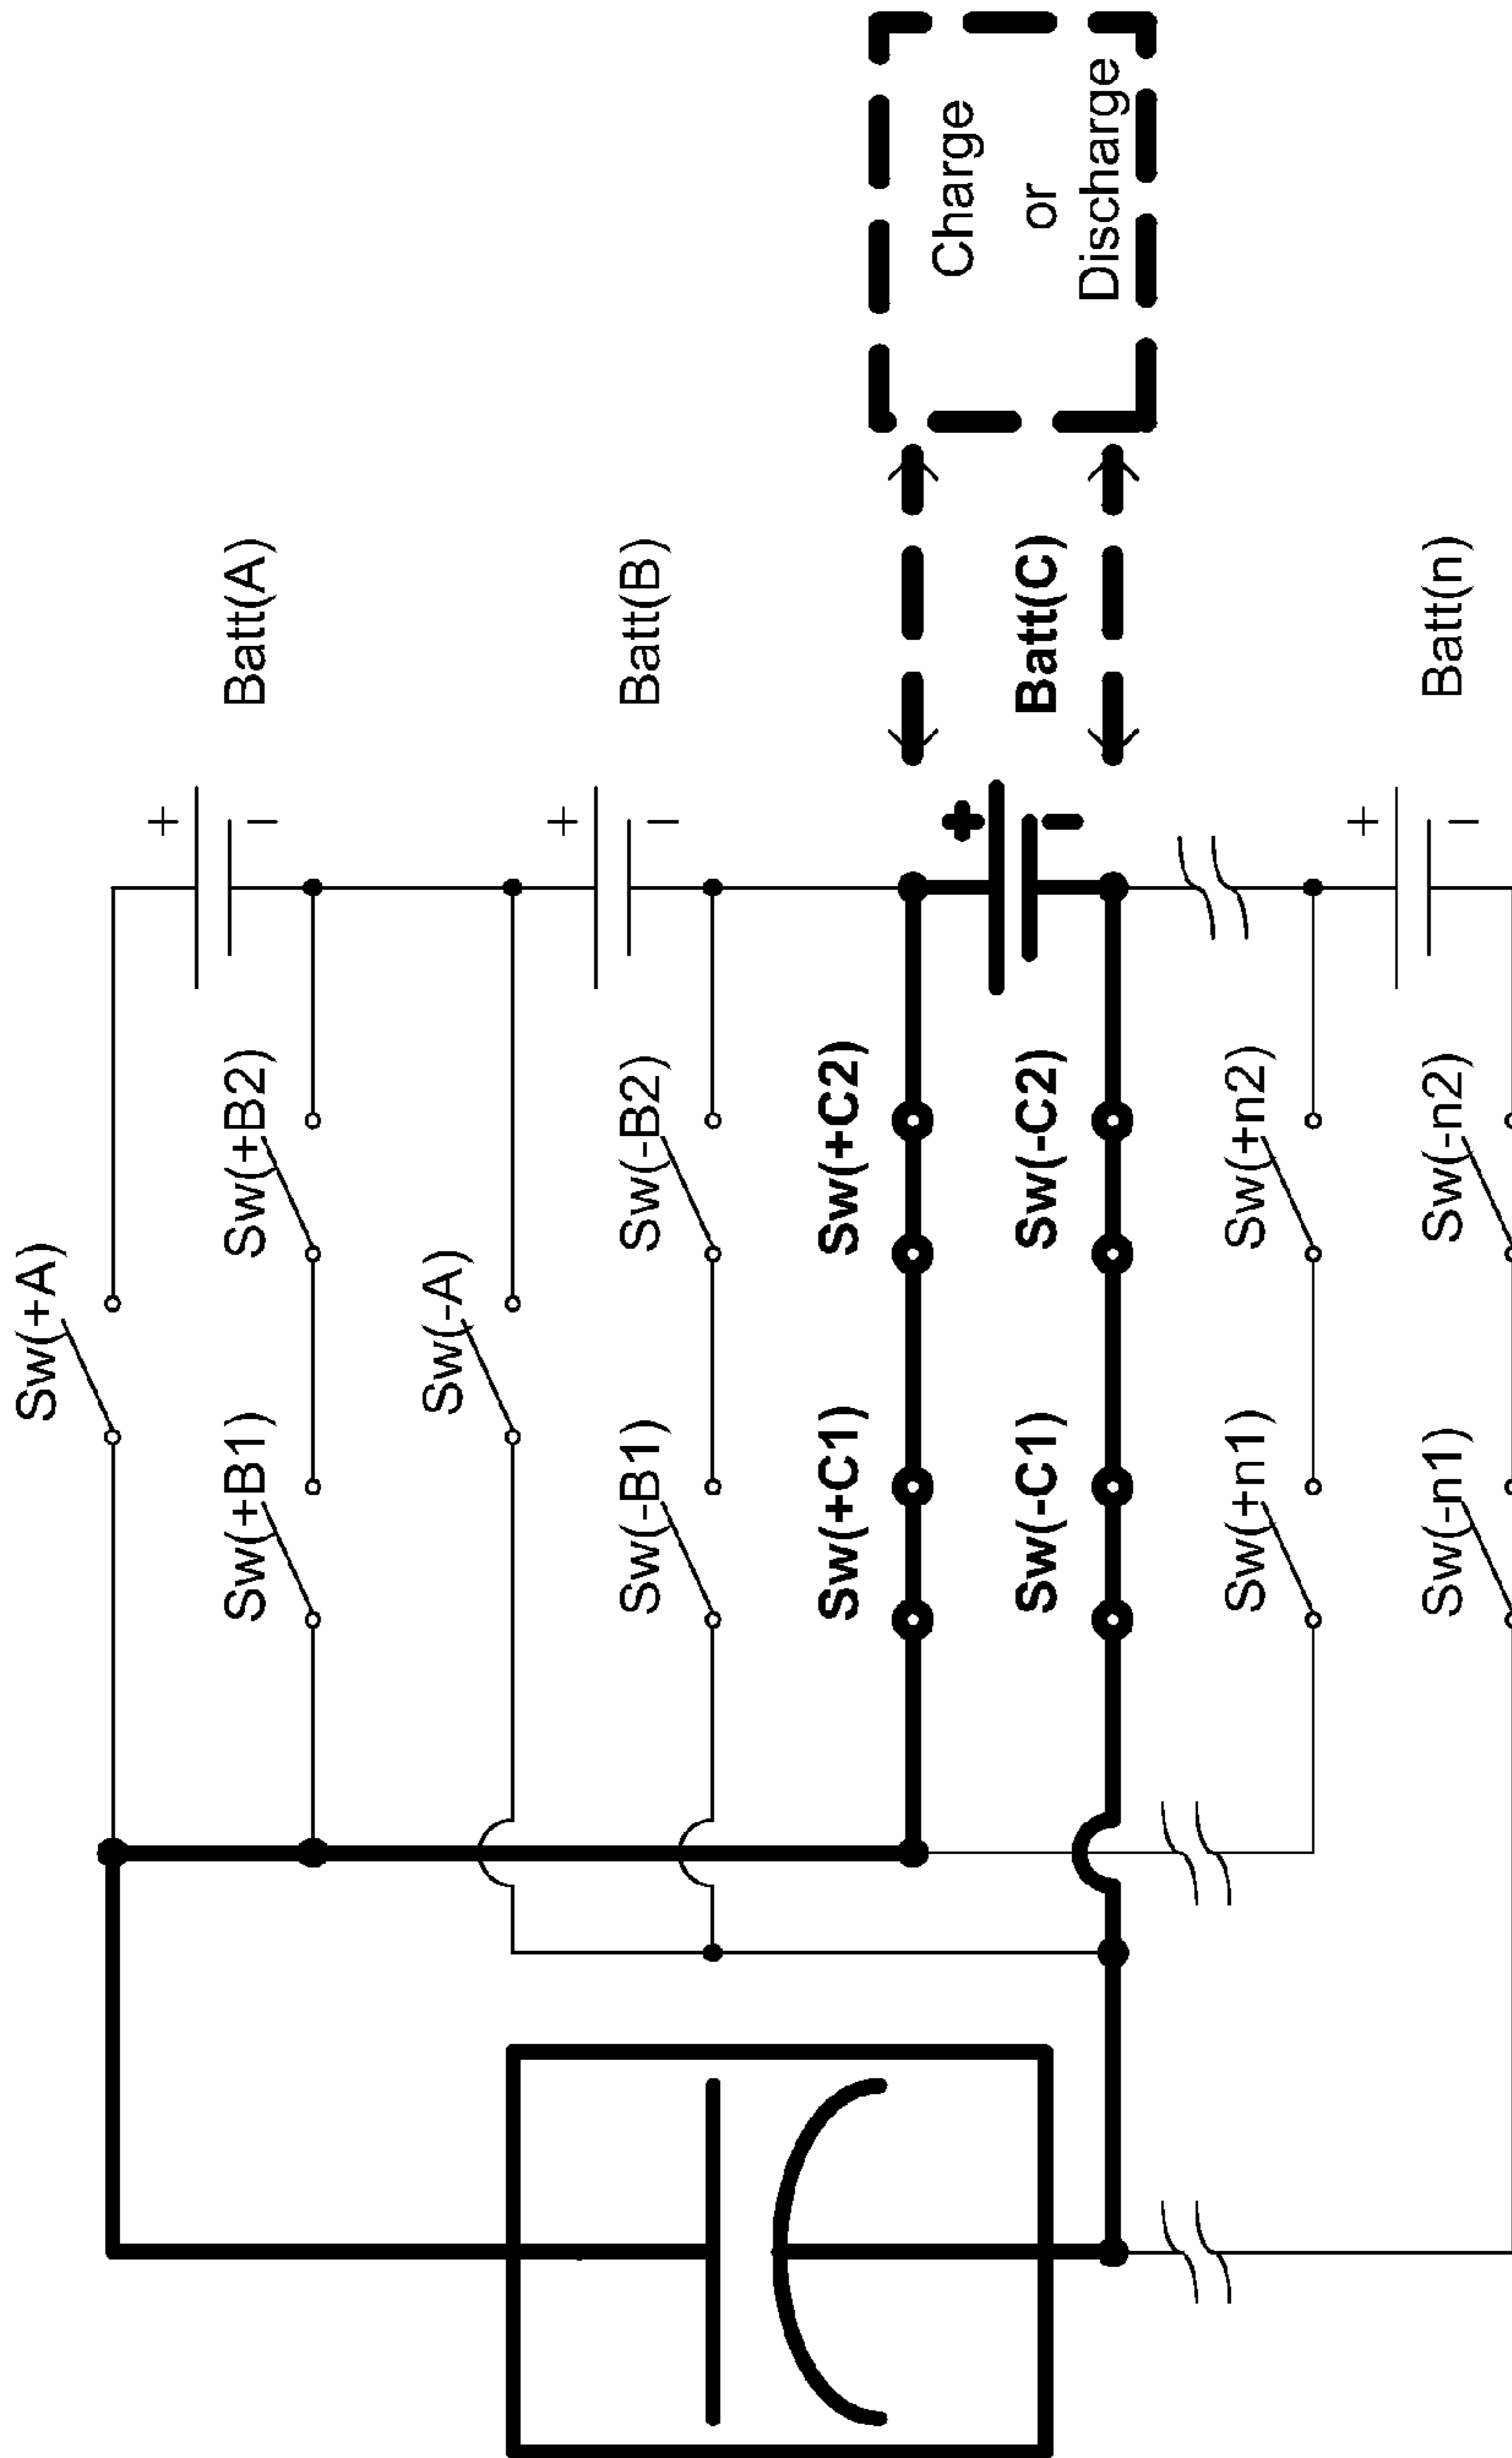 Sw(+A)
+
Sw(+B1) Sw(+B2) Batt(A)
-
Sw(-A)
+
Sw(-B1) Sw(-B2) Batt(B)
-
Sw(+C1) Sw(+C2)
+
Sw(-C1) Sw(-C2) Batt(C)
-
Charge
or
Discharge
Sw(+n1) Sw(+n2)
+
Sw(-n1) Sw(-n2) Batt(n)
-